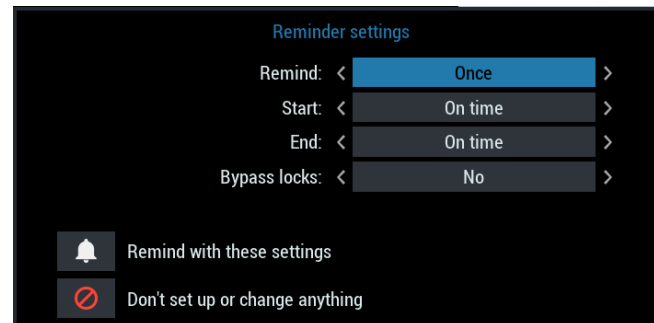 Reminder settings
Remind: < Once >
Start: < On time >
End: < On time >
Bypass locks: < No >
Remind with these settings
Don't set up or change anything